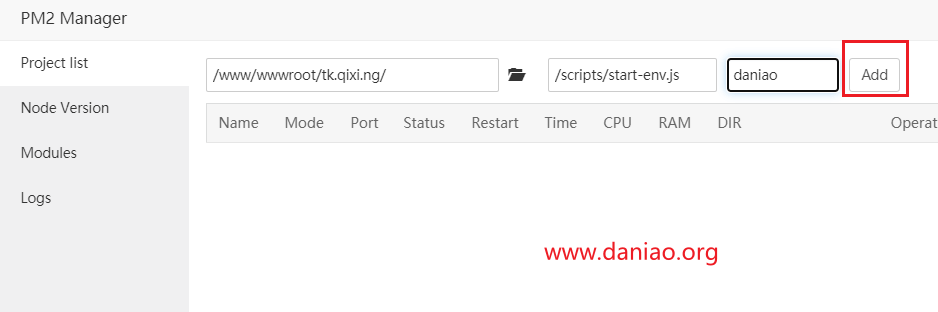 PM2 Manager
Project list
Node Version
Modules
Logs
/www/wwwroot/tk.qixi.ng/ /scripts/start-env.js daniao Add
Name Mode Port Status Restart Time CPU RAM DIR Operat
www.daniao.org